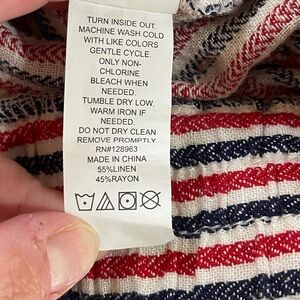 TURN INSIDE OUT.
MACHINE WASH COLD
WITH LIKE COLORS
GENTLE CYCLE.
ONLY NON-
CHLORINE
BLEACH WHEN
NEEDED.
TUMBLE DRY LOW.
WARM IRON IF
NEEDED.
DO NOT DRY CLEAN
REMOVE PROMPTLY.
RN#128963
MADE IN CHINA
55%LINEN
45%RAYON